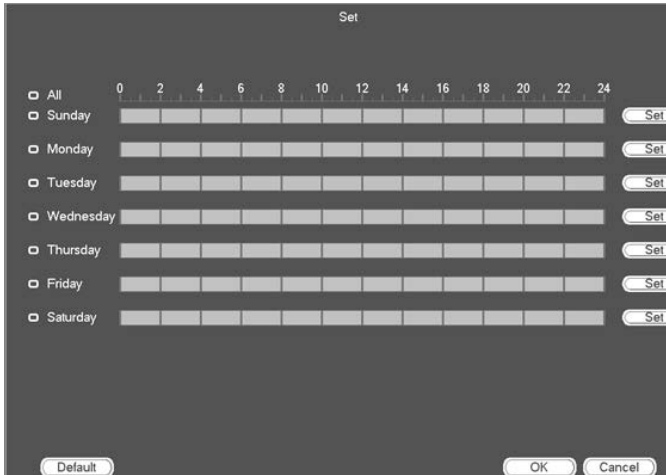 Set
0 2 4 6 8 10 12 14 16 18 20 22 24
All
Sunday Set
Monday Set
Tuesday Set
Wednesday Set
Thursday Set
Friday Set
Saturday Set
Default OK Cancel